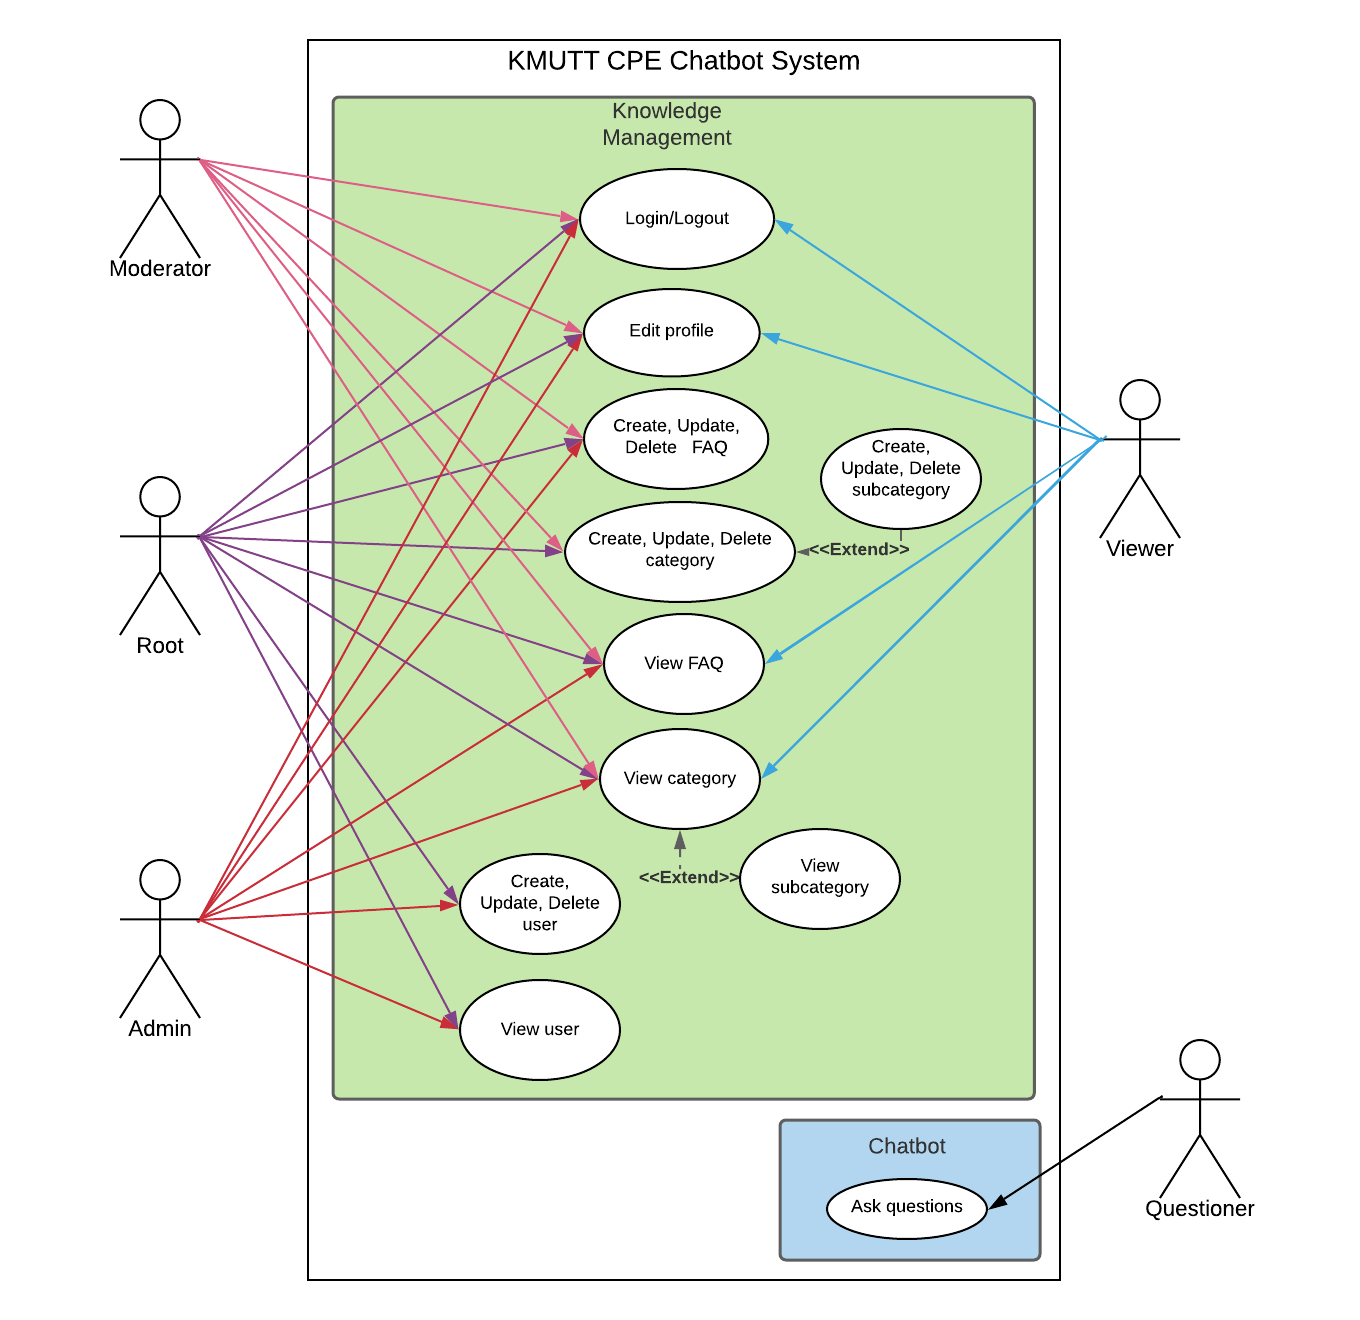 KMUTT CPE Chatbot System
Knowledge
Management
Login/Logout
Moderator
Edit profile
Create, Update,
Delete FAQ
Create,
Update, Delete
subcategory
Create, Update, Delete
category
<<Extend>>
Viewer
Root
View FAQ
View category
View
subcategory
<<Extend>>
Create,
Update, Delete
user
Admin
View user
Chatbot
Ask questions
Questioner